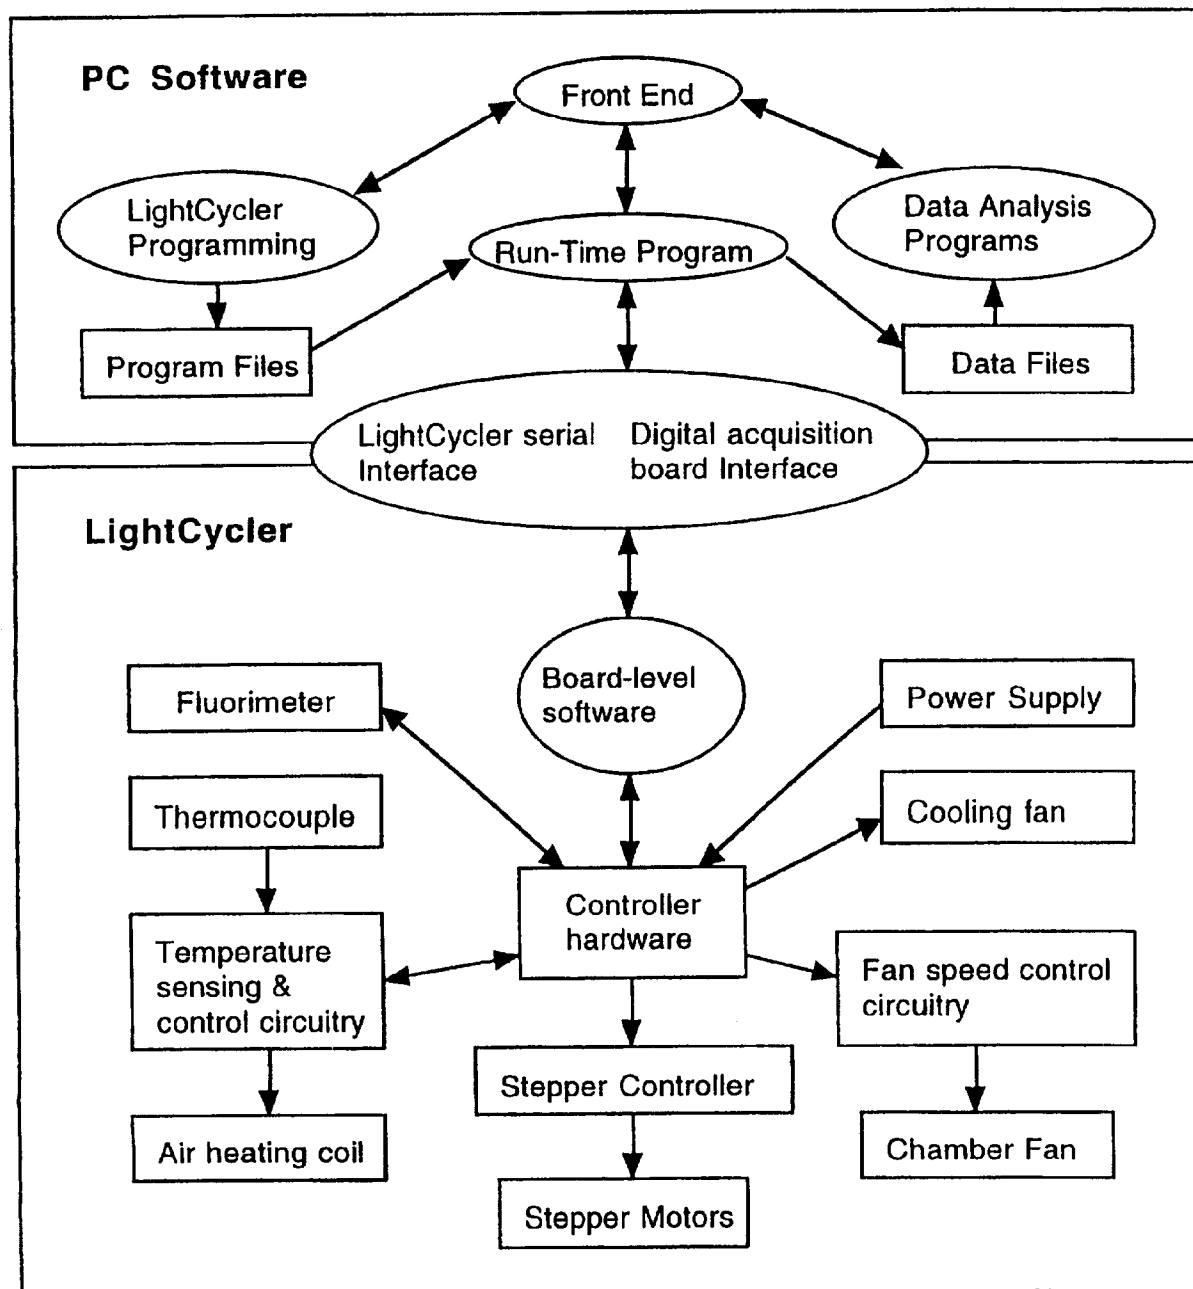 PC Software
Front End
LightCycler
Programming
Run-Time Program
Data Analysis
Programs
Program Files
Data Files
LightCycler serial
Interface
Digital acquisition
board Interface
LightCycler
Board-level
software
Fluorimeter
Power Supply
Thermocouple
Cooling fan
Controller
hardware
Temperature
sensing &
control circuitry
Fan speed control
circuitry
Stepper Controller
Air heating coil
Chamber Fan
Stepper Motors